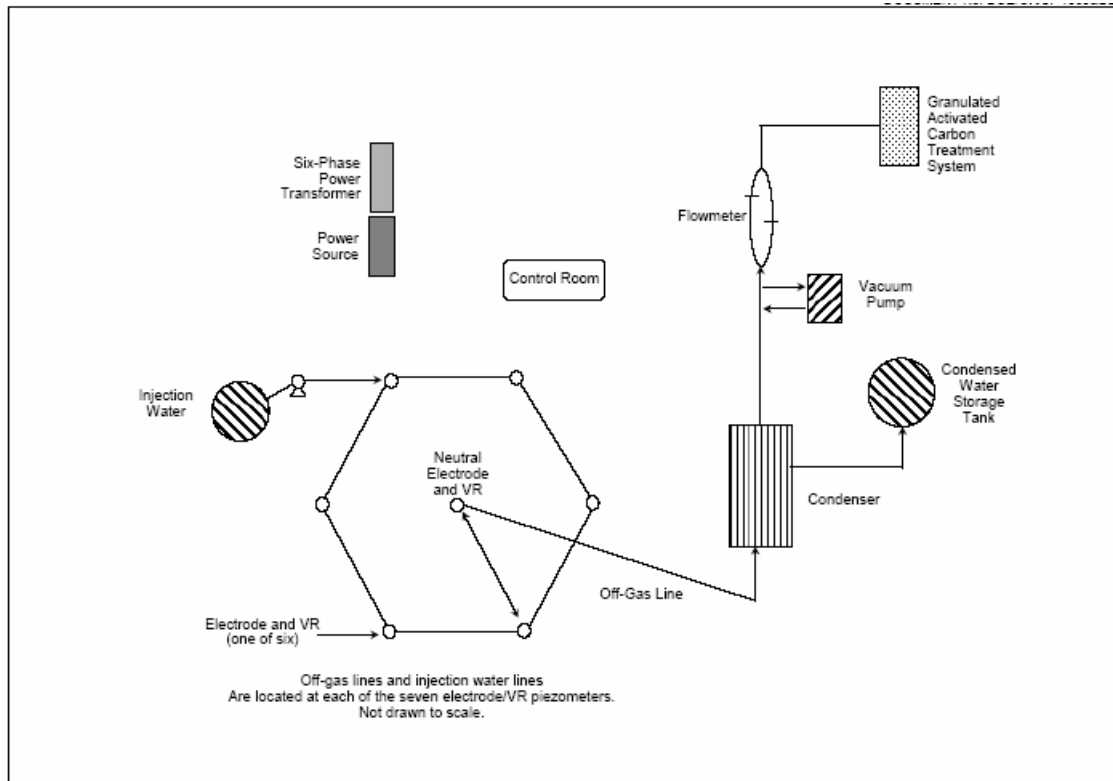 Granulated
Activated
Carbon
Treatment
System
Six-Phase
Power
Transformer
Flowmeter
Power
Source
Control Room
Vacuum
Pump
Injection
Water
Condensed
Water
Storage
Tank
Neutral
Electrode
and VR
Condenser
Off-Gas Line
Electrode and VR
(one of six)
Off-gas lines and injection water lines
Are located at each of the seven electrode/VR piezometers.
Not drawn to scale.